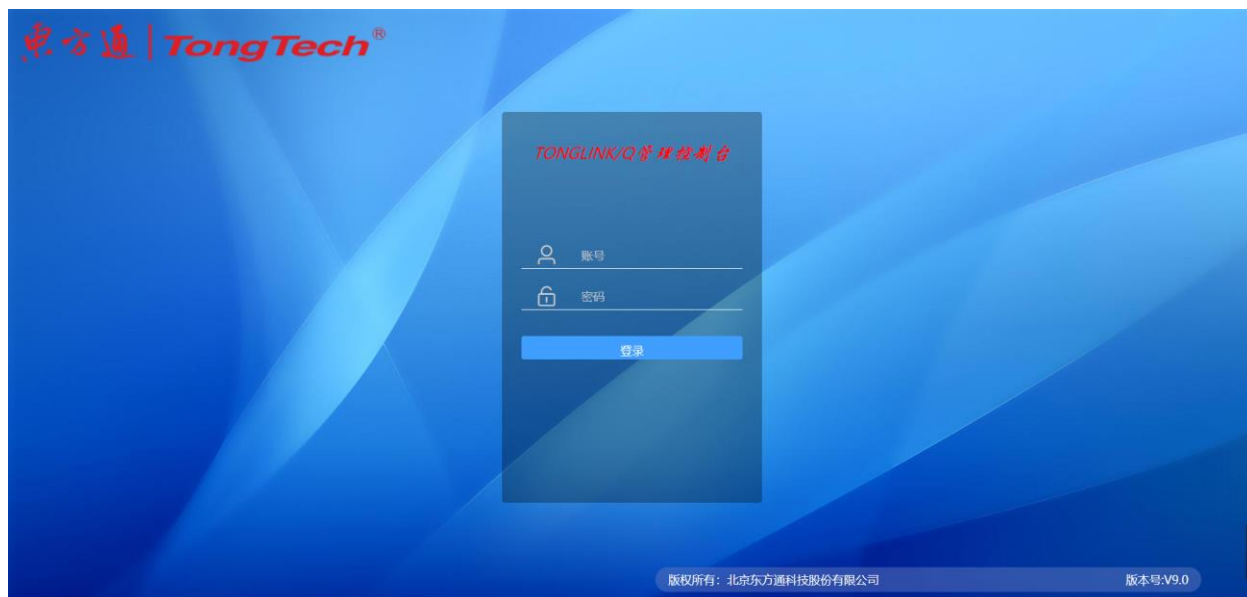 东方通 | TongTech®
TONGLINK/Q管理控制台
账号
密码
登录
版权所有：北京东方通科技股份有限公司
版本号:V9.0